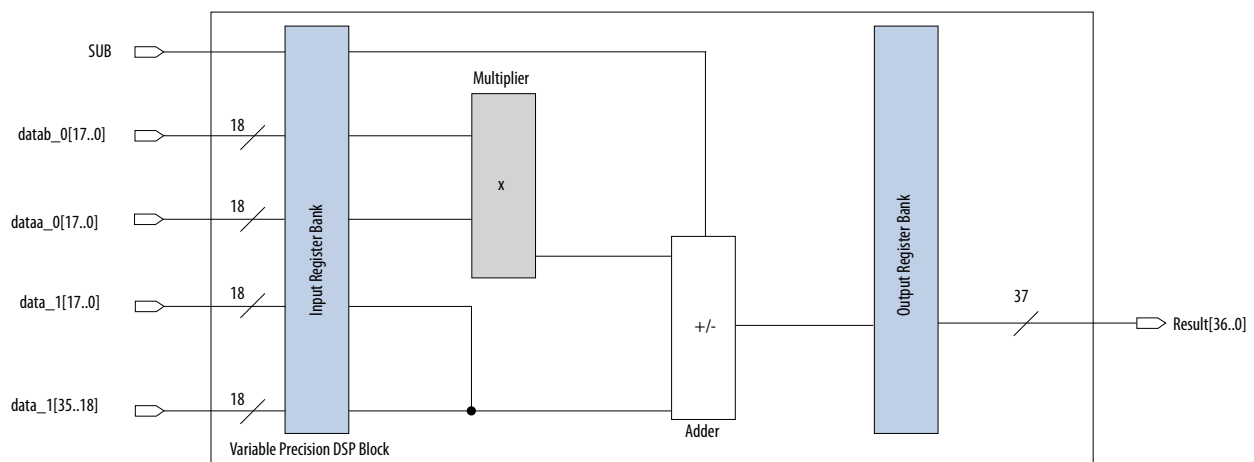 SUB
Multiplier
18
datab_0[17..0]
x
18
dataa_0[17..0]
Input Register Bank
Output Register Bank
18
data_1[17..0]
37
+/-
Result[36..0]
18
data_1[35..18]
Adder
Variable Precision DSP Block